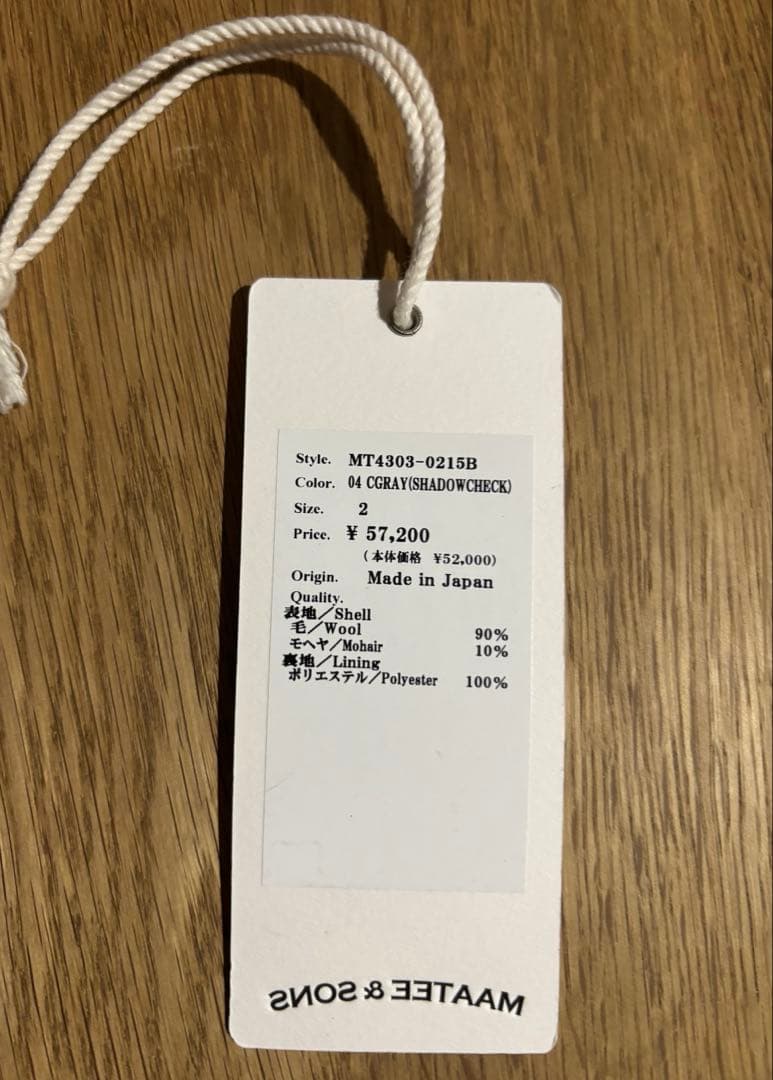 Style. MT4303-0215B
Color. 04 CGRAY(SHADOWCHECK)
Size. 2
Price. ¥ 57,200
(本体価格 ¥52,000)
Origin. Made in Japan
Quality.
表地/Shell
毛/Wool 90%
モヘヤ/Mohair 10%
裏地/Lining
ポリエステル/Polyester 100%
MAATEE & SONS